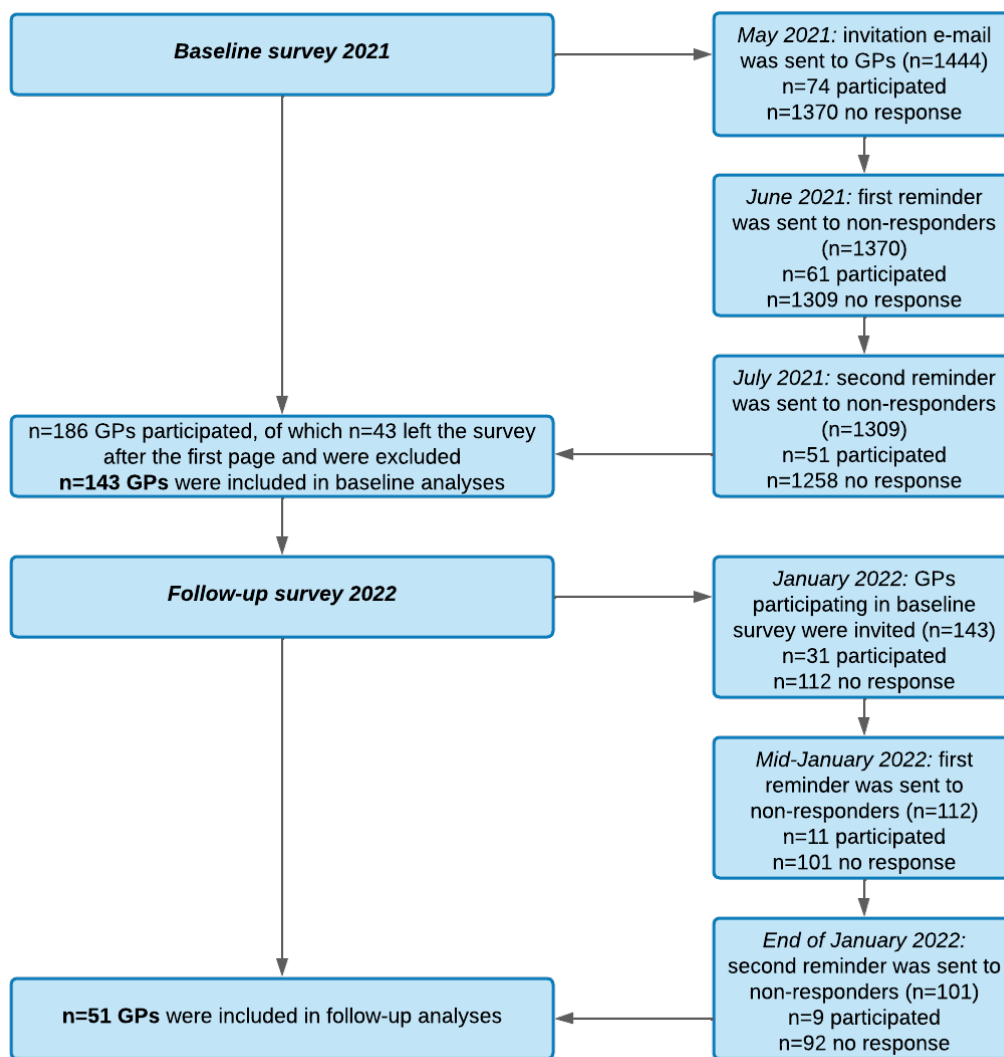 Baseline survey 2021
May 2021: invitation e-mail
was sent to GPs (n=1444)
n=74 participated
n=1370 no response
June 2021: first reminder
was sent to non-responders
(n=1370)
n=61 participated
n=1309 no response
July 2021: second reminder
was sent to non-responders
(n=1309)
n=51 participated
n=1258 no response
n=186 GPs participated, of which n=43 left the survey
after the first page and were excluded
n=143 GPs were included in baseline analyses
Follow-up survey 2022
January 2022: GPs
participating in baseline
survey were invited (n=143)
n=31 participated
n=112 no response
Mid-January 2022: first
reminder was sent to
non-responders (n=112)
n=11 participated
n=101 no response
End of January 2022:
second reminder was sent to
non-responders (n=101)
n=9 participated
n=92 no response
n=51 GPs were included in follow-up analyses